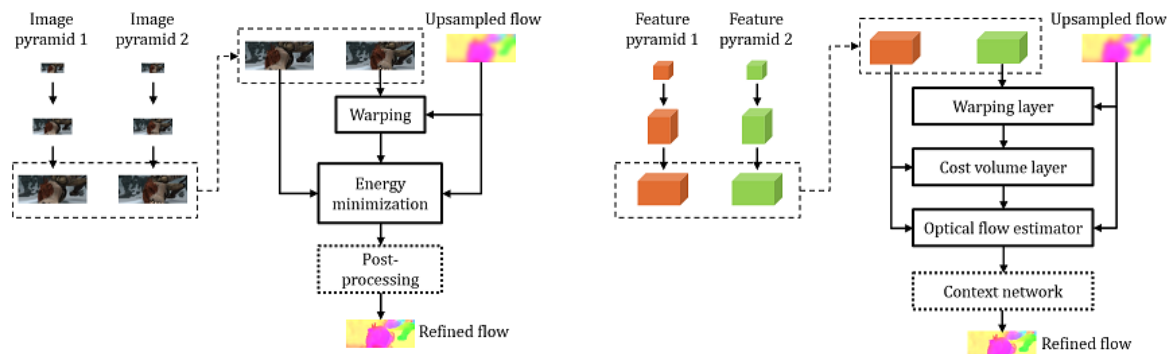 Image
pyramid 1
Image
pyramid 2
Upsampled flow
Warping
Energy
minimization
Post-
processing
Refined flow
Feature
pyramid 1
Feature
pyramid 2
Upsampled flow
Warping layer
Cost volume layer
Optical flow estimator
Context network
Refined flow